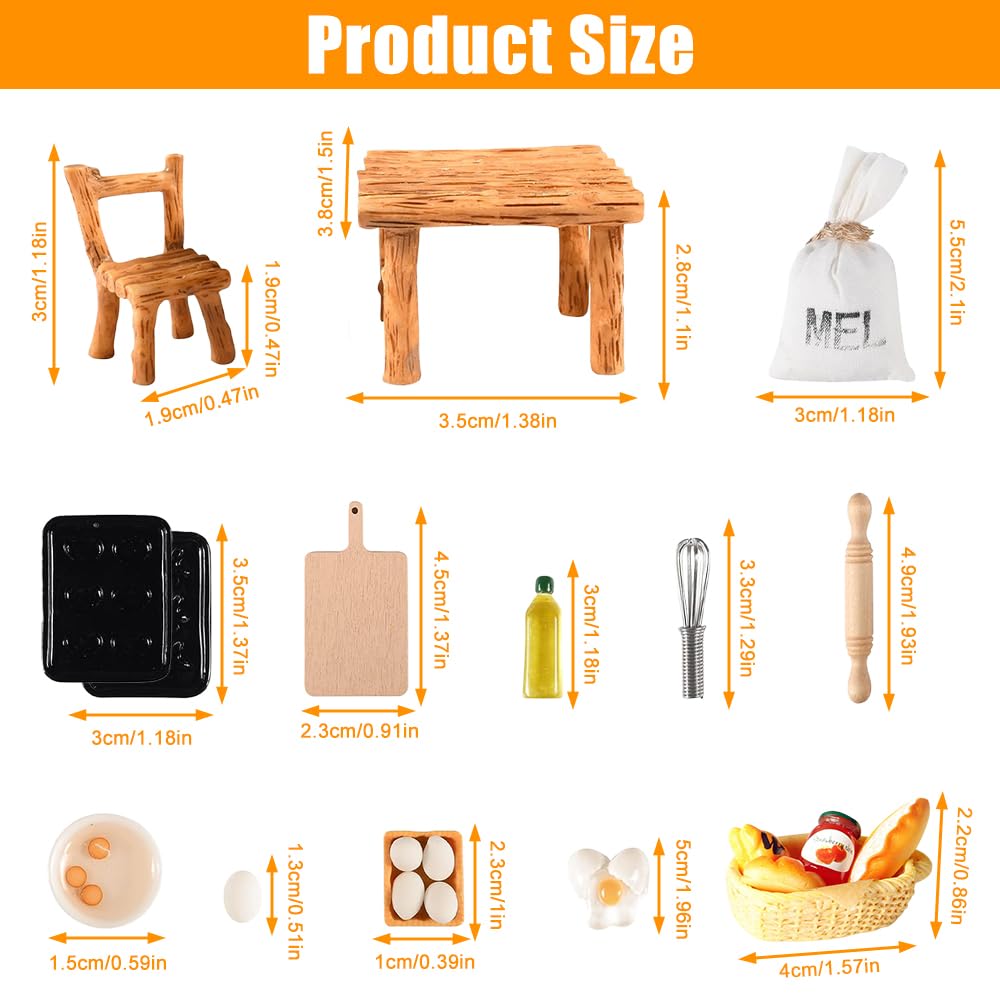 Product Size
3cm/1.18in
1.9cm/0.47in
1.9cm/0.47in
3.8cm/1.5in
2.8cm/1.1in
3.5cm/1.38in
MFL
5.5cm/2.1in
3cm/1.18in
3.5cm/1.37in
3cm/1.18in
4.5cm/1.37in
2.3cm/0.91in
3cm/1.18in
3.3cm/1.29in
4.9cm/1.93in
1.5cm/0.59in
1.3cm/0.51in
2.3cm/1in
1cm/0.39in
5cm/1.96in
2.2cm/0.86in
4cm/1.57in